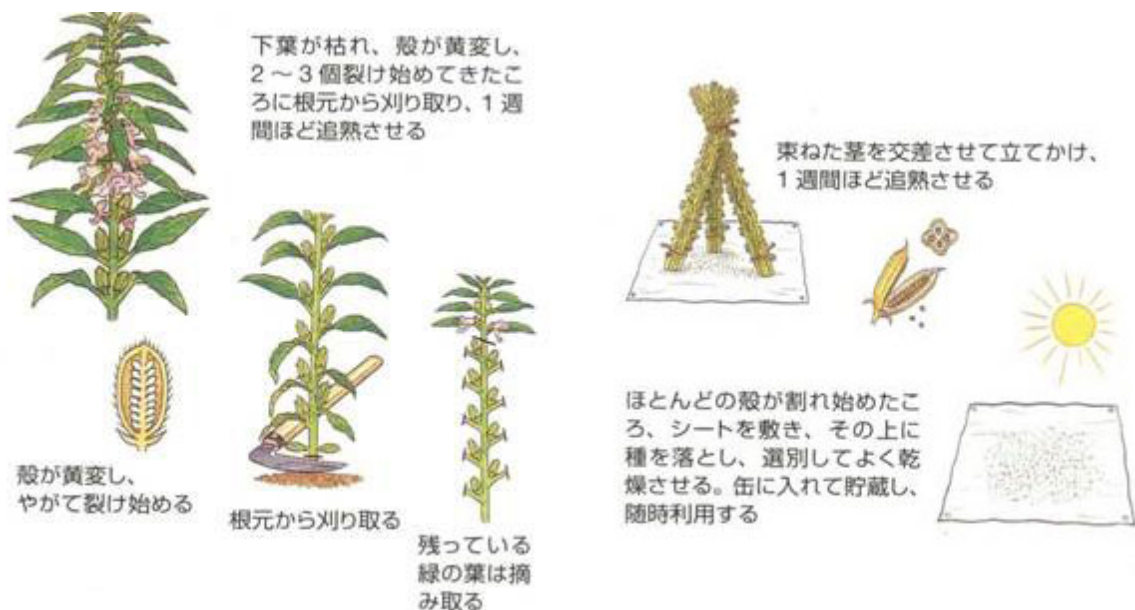 下葉が枯れ、殻が黄変し、
2〜3個裂け始めてきたこ
ろに根元から刈り取り、1週
間ほど追熟させる
殻が黄変し、
やがて裂け始める
根元から刈り取る
残っている
緑の葉は摘
み取る
束ねた茎を交差させて立てかけ、
1週間ほど追熟させる
ほとんどの殻が割れ始めたこ
ろ、シートを敷き、その上に
種を落とし、選別してよく乾
燥させる。缶に入れて貯蔵し、
随時利用する